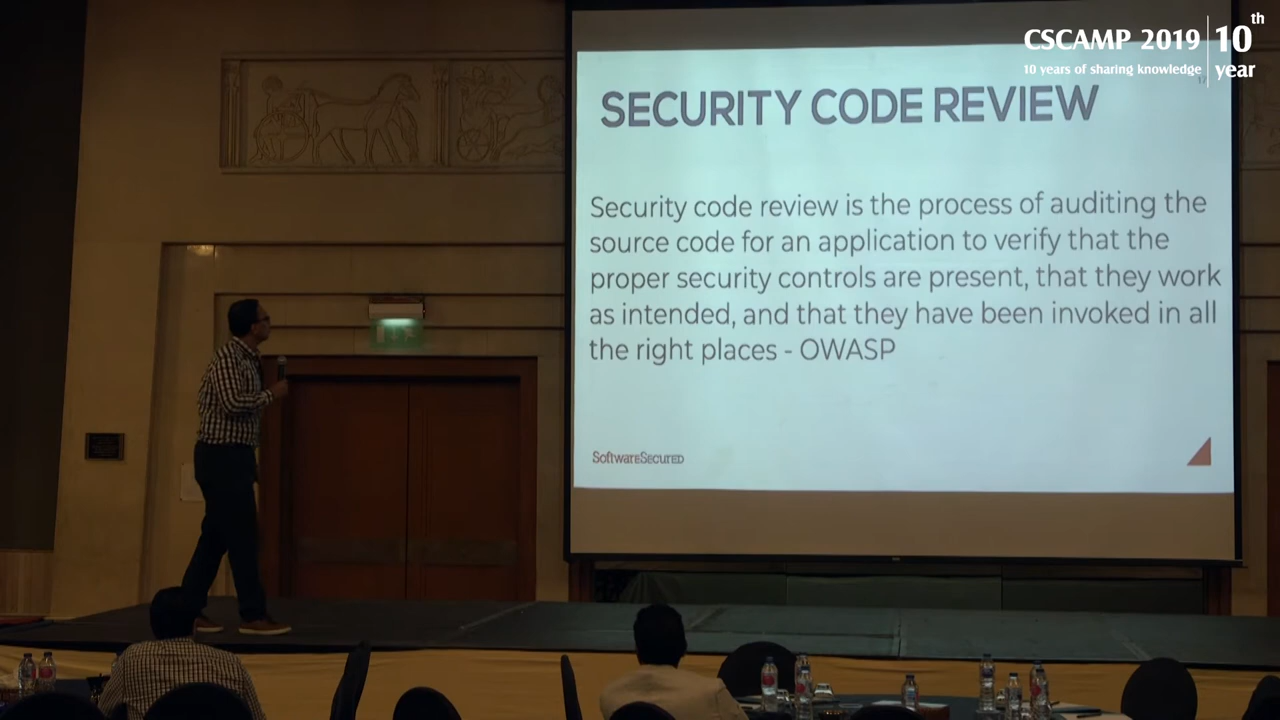 CSCAMP 2019
10 years of sharing knowledge
10th
year
SECURITY CODE REVIEW
Security code review is the process of auditing the
source code for an application to verify that the
proper security controls are present, that they work
as intended, and that they have been invoked in all
the right places - OWASP
SoftwareSecured